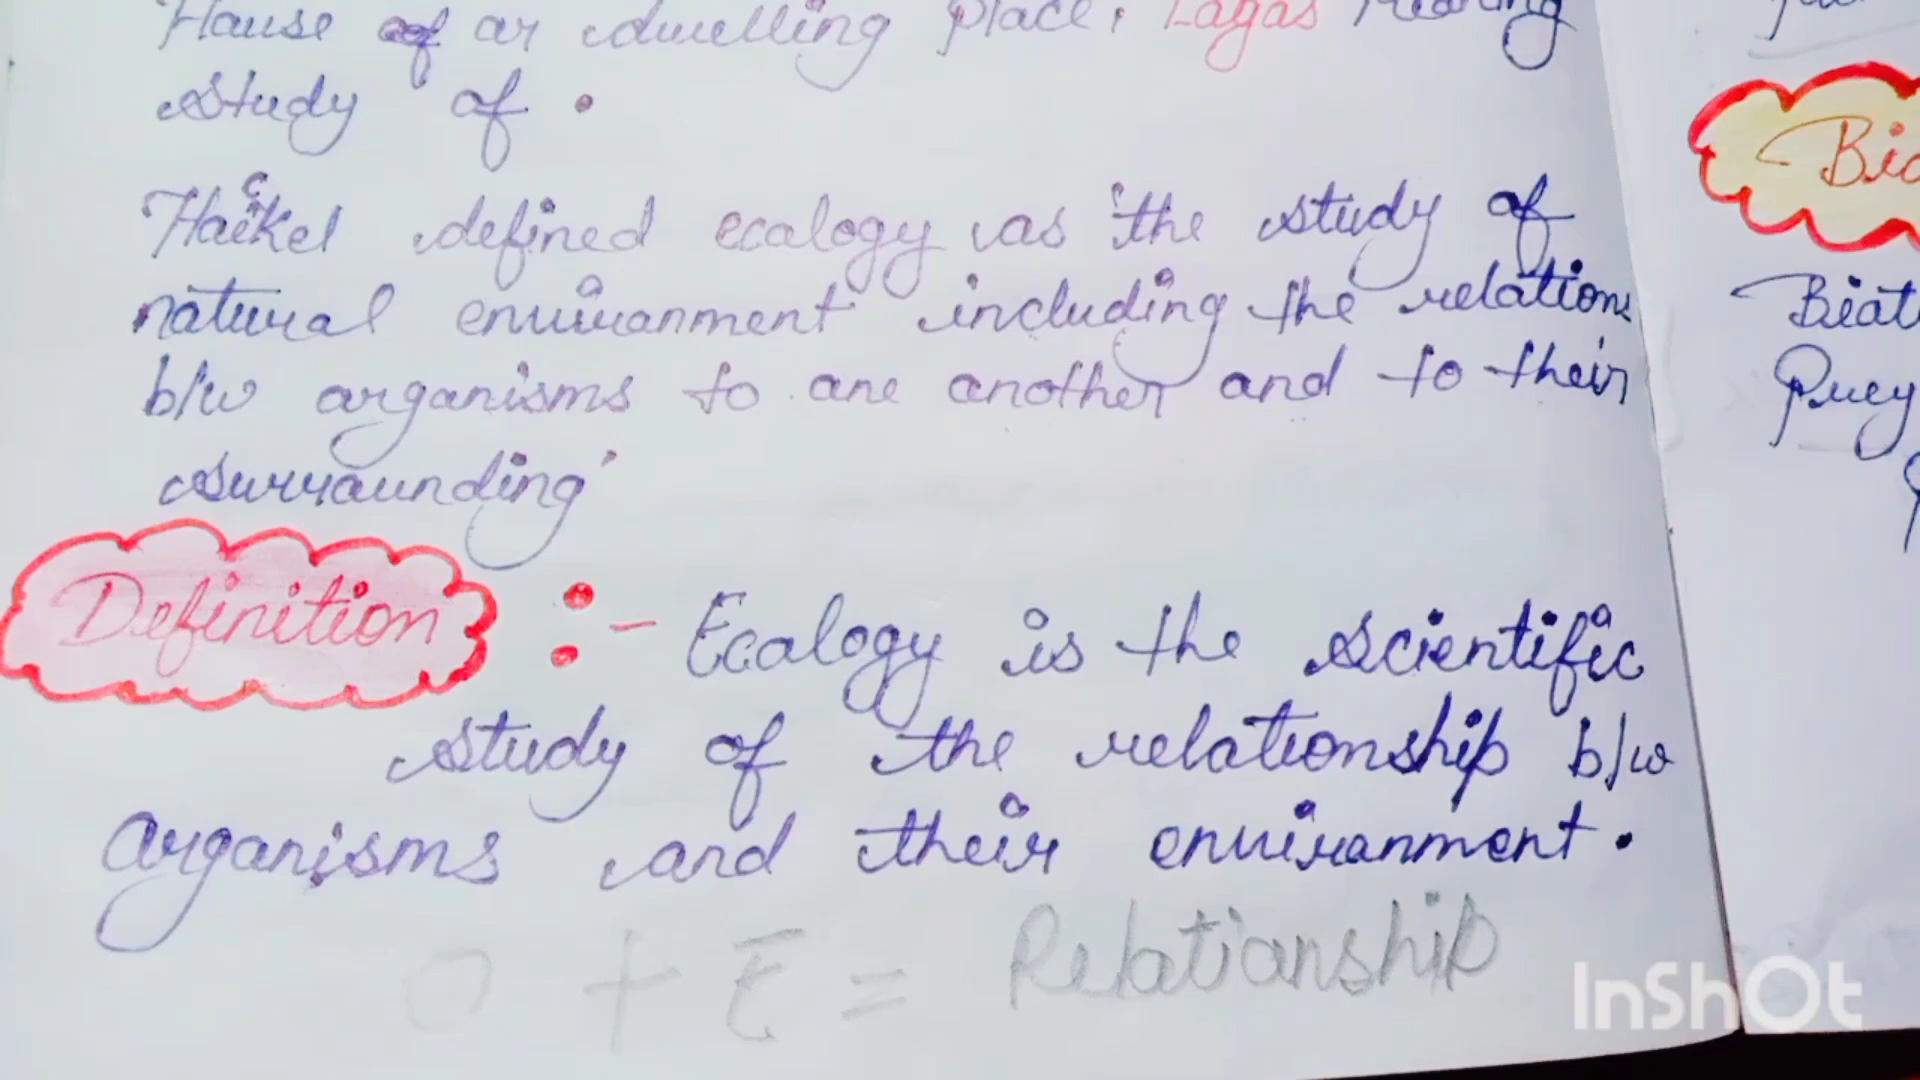 House of or dwelling place, Logos meaning
study of .
Haeckel defined ecology as 'the study of
natural environment including the relations
b/w organisms to one another and to their
surrounding'
Definition :- Ecology is the scientific
study of the relationship b/w
organisms and their environment.
O + E = Relationship
Bio
Biot
Prey
InShOt